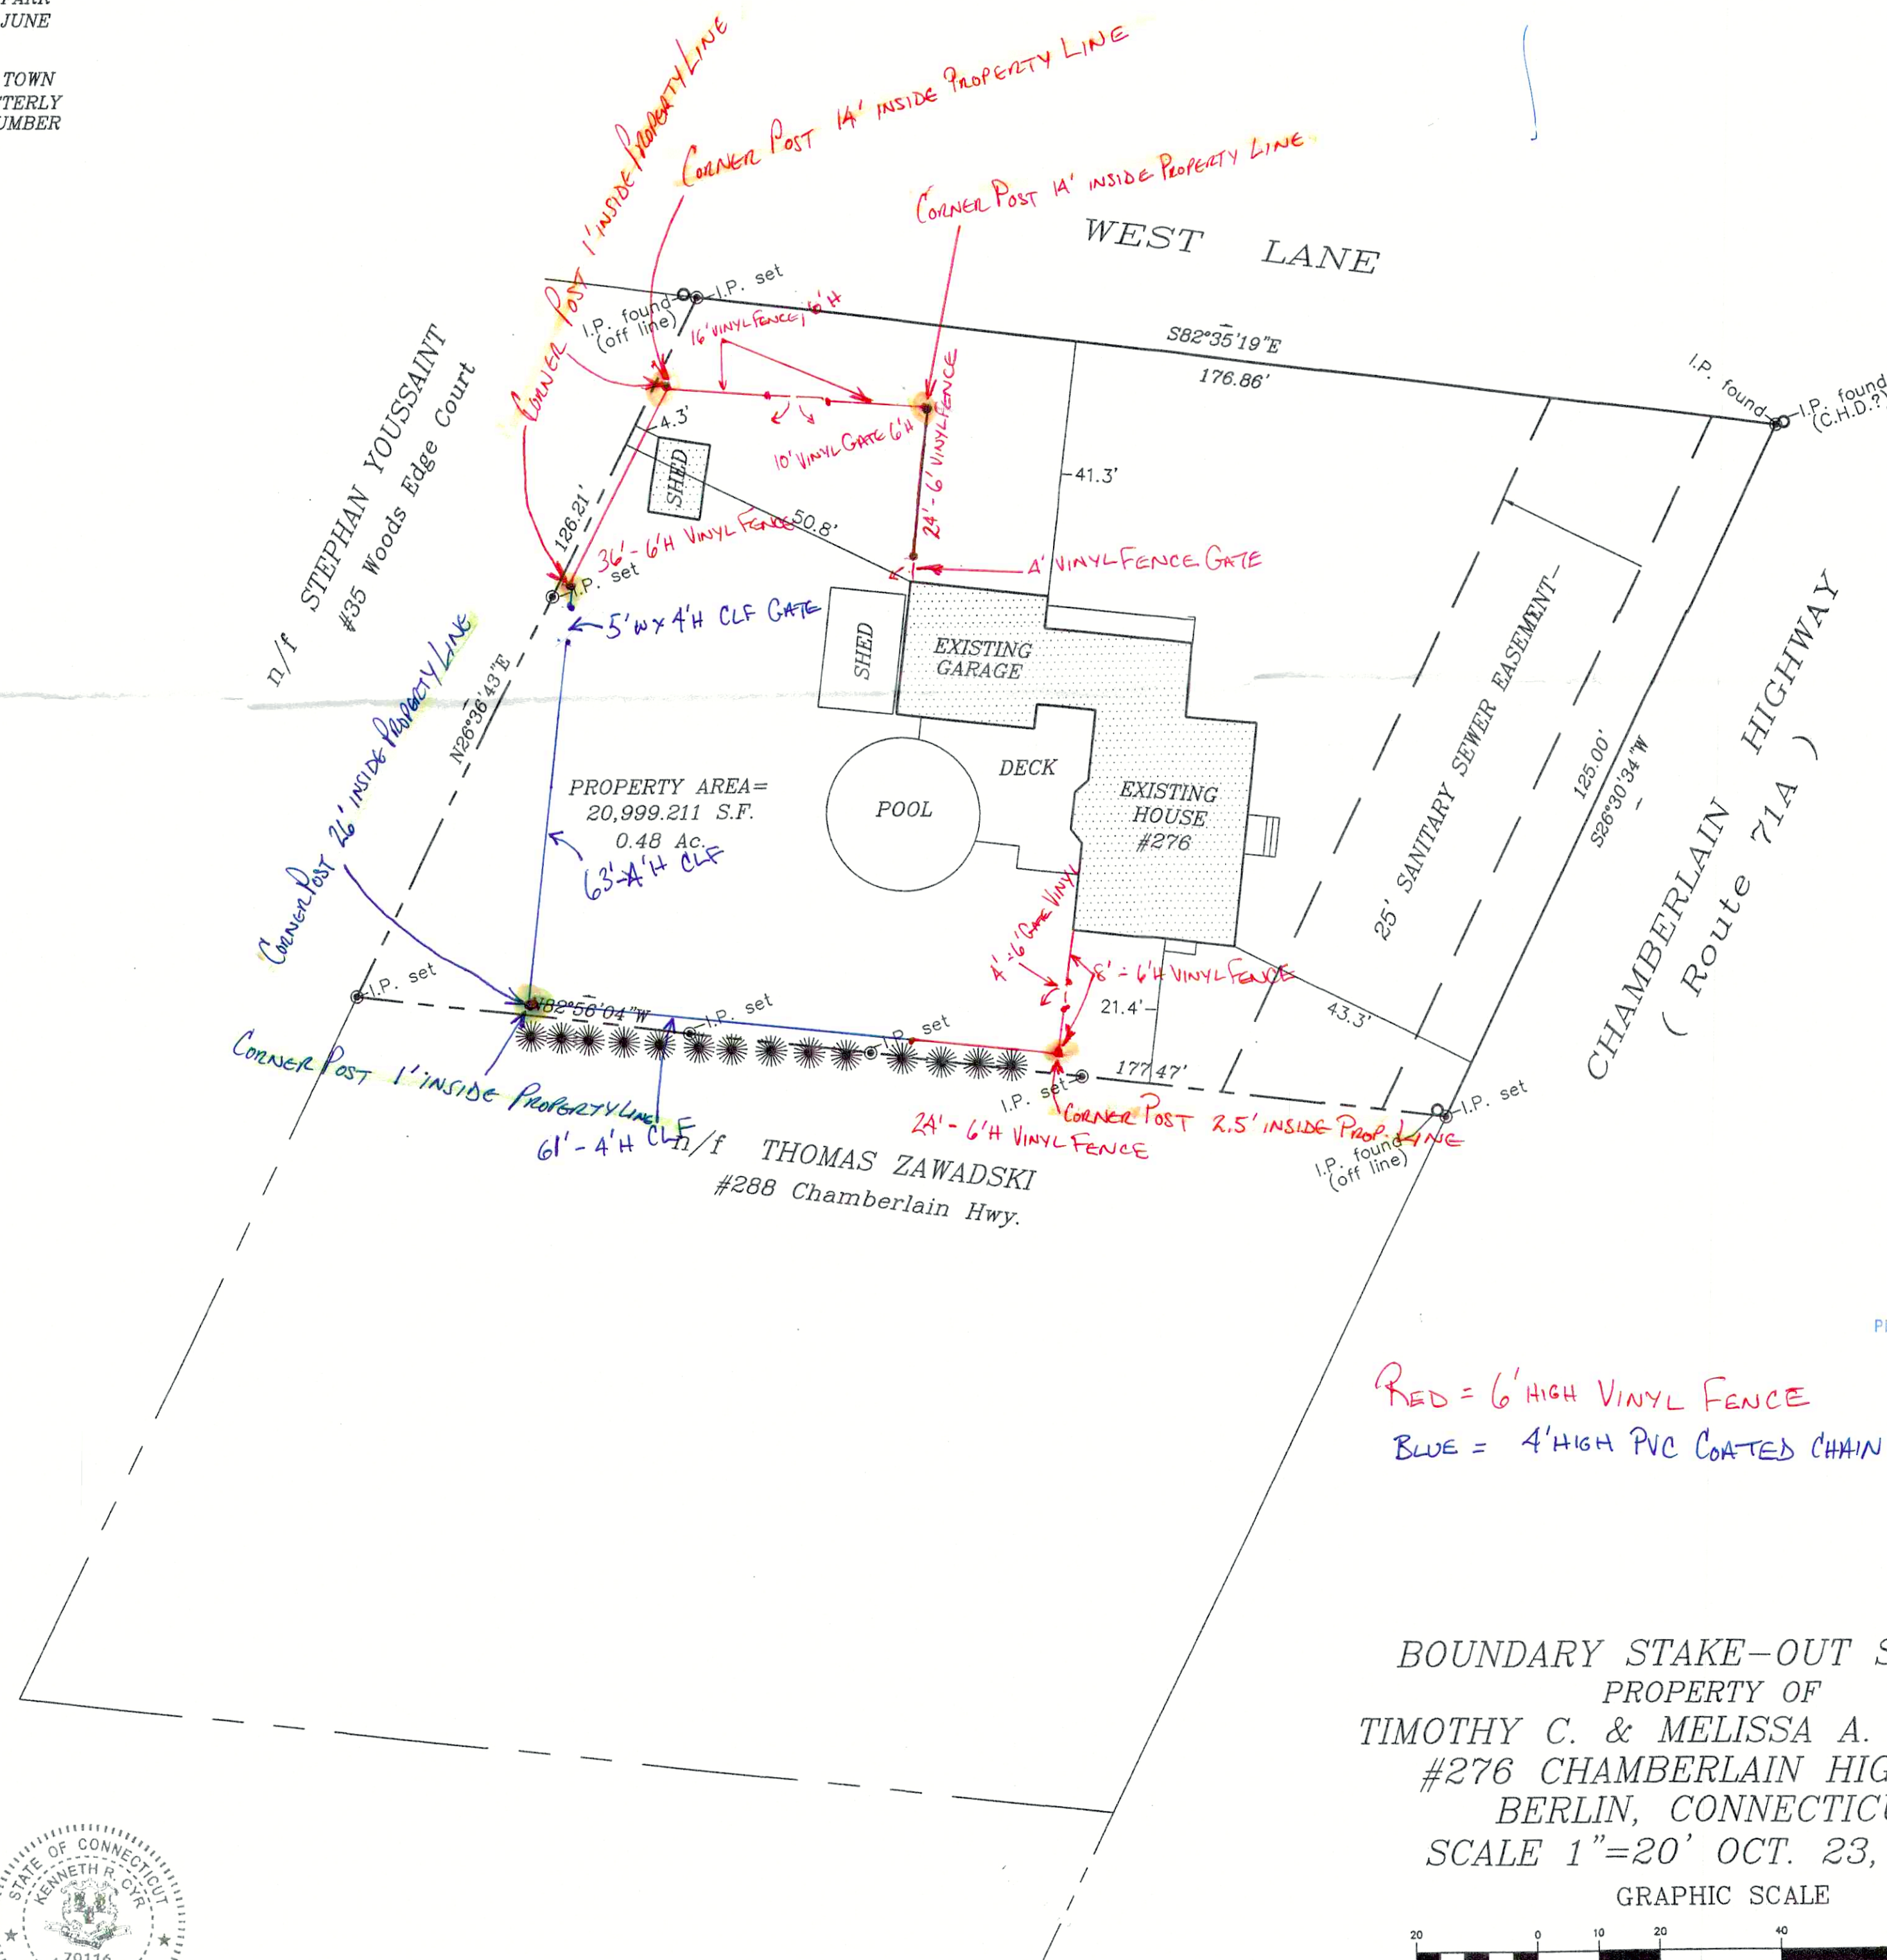 JUNE
TOWN
TERLY
UMBER
CORNER POST 1' INSIDE PROPERTY LINE
CORNER POST 14' INSIDE PROPERTY LINE
CORNER POST 14' INSIDE PROPERTY LINE
WEST LANE
I.P. set
I.P. found
(off line)
16' VINYL FENCE, 6'H
S82°35'19"E
176.86'
I.P. found
I.P. found
(C.H.D.?)
n/f STEPHAN YOUSSAINT
#35 Woods Edge Court
4.3'
SHED
10' VINYL GATE 6'H
24'-6' VINYL FENCE
41.3'
126.21'
50.8'
36'-6'H VINYL FENCE
4' VINYL FENCE GATE
I.P. set
5'W x 4'H CLF GATE
SHED
EXISTING
GARAGE
25' SANITARY SEWER EASEMENT
N26°36'43"E
CORNER POST 26' INSIDE PROPERTY LINE
PROPERTY AREA=
20,999.211 S.F.
0.48 Ac.
63'-4'H CLF
POOL
DECK
EXISTING
HOUSE
#276
125.00'
S26°30'34"W
CHAMBERLAIN HIGHWAY
( Route 71A )
4'-6' GATE VINYL
8'-6'H VINYL FENCE
21.4'
43.3'
I.P. set
N82°56'04"W
I.P. set
I.P. set
177.47'
I.P. set
I.P. set
CORNER POST 1' INSIDE PROPERTY LINE
61'-4'H CLF
24'-6'H VINYL FENCE
CORNER POST 2.5' INSIDE PROP. LINE
I.P. found
(off line)
n/f THOMAS ZAWADSKI
#288 Chamberlain Hwy.
RED = 6' HIGH VINYL FENCE
BLUE = 4' HIGH PVC COATED CHAIN
BOUNDARY STAKE-OUT S
PROPERTY OF
TIMOTHY C. & MELISSA A.
#276 CHAMBERLAIN HIG
BERLIN, CONNECTICU
SCALE 1"=20' OCT. 23,
GRAPHIC SCALE
20 0 10 20 40
STATE OF CONNECTICUT
KENNETH R. CYR
70116